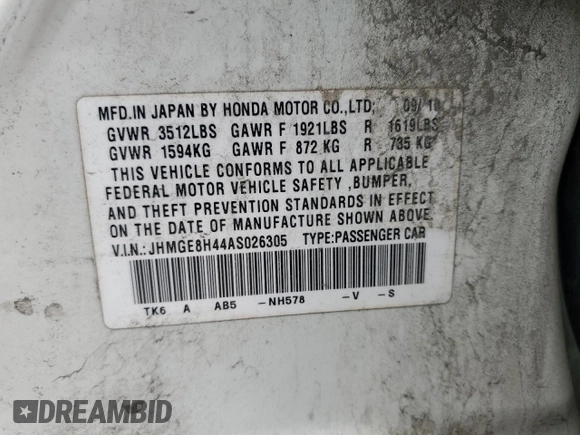 MFD.IN JAPAN BY HONDA MOTOR CO.,LTD; 09/10
GVWR 3512LBS GAWR F 1921LBS R 1619LBS
GVWR 1594KG GAWR F 872 KG R 735 KG
THIS VEHICLE CONFORMS TO ALL APPLICABLE
FEDERAL MOTOR VEHICLE SAFETY ,BUMPER,
AND THEFT PREVENTION STANDARDS IN EFFECT
ON THE DATE OF MANUFACTURE SHOWN ABOVE.
V.I.N.:JHMGE8H44AS026305 TYPE:PASSENGER CAR
TK6 A AB5 -NH578 -V -S
DREAMBID